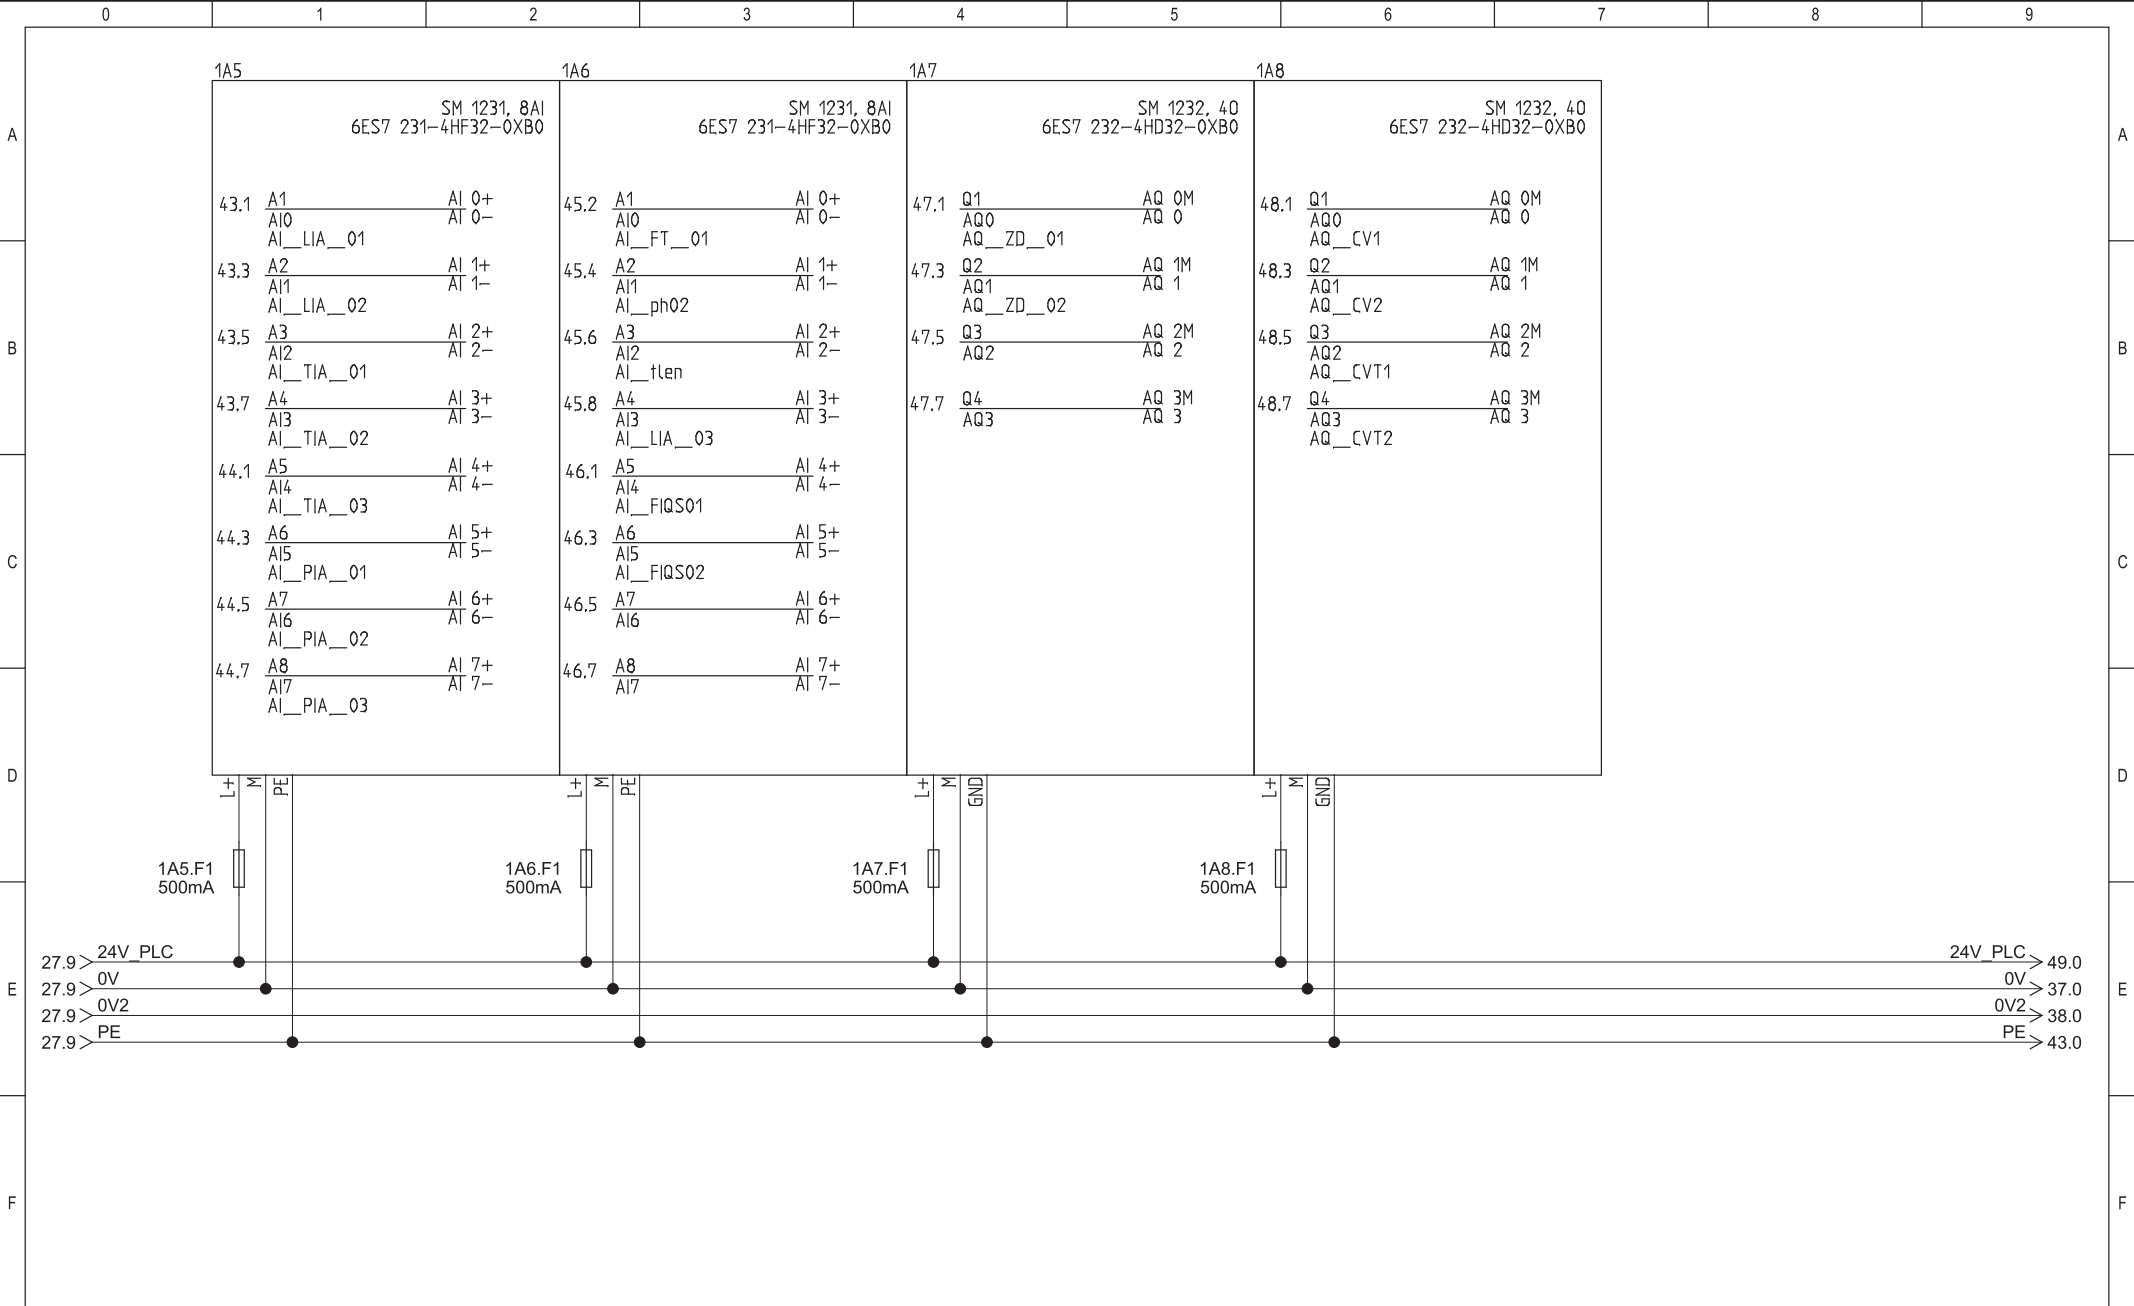 0 1 2 3 4 5 6 7 8 9
1A5 1A6 1A7 1A8
SM 1231, 8AI
6ES7 231-4HF32-0XB0
43.1 A1 AI 0+
AI0 AI 0-
AI__LIA__01
43.3 A2 AI 1+
AI1 AI 1-
AI__LIA__02
43.5 A3 AI 2+
AI2 AI 2-
AI__TIA__01
43.7 A4 AI 3+
AI3 AI 3-
AI__TIA__02
44.1 A5 AI 4+
AI4 AI 4-
AI__TIA__03
44.3 A6 AI 5+
AI5 AI 5-
AI__PIA__01
44.5 A7 AI 6+
AI6 AI 6-
AI__PIA__02
44.7 A8 AI 7+
AI7 AI 7-
AI__PIA__03
SM 1231, 8AI
6ES7 231-4HF32-0XB0
45.2 A1 AI 0+
AI0 AI 0-
AI__FT__01
45.4 A2 AI 1+
AI1 AI 1-
AI__ph02
45.6 A3 AI 2+
AI2 AI 2-
AI__tlen
45.8 A4 AI 3+
AI3 AI 3-
AI__LIA__03
46.1 A5 AI 4+
AI4 AI 4-
AI__FIQS01
46.3 A6 AI 5+
AI5 AI 5-
AI__FIQS02
46.5 A7 AI 6+
AI6 AI 6-
46.7 A8 AI 7+
AI7 AI 7-
SM 1232, 4O
6ES7 232-4HD32-0XB0
47.1 Q1 AQ 0M
AQ0 AQ 0
AQ__ZD__01
47.3 Q2 AQ 1M
AQ1 AQ 1
AQ__ZD__02
47.5 Q3 AQ 2M
AQ2 AQ 2
47.7 Q4 AQ 3M
AQ3 AQ 3
SM 1232, 4O
6ES7 232-4HD32-0XB0
48.1 Q1 AQ 0M
AQ0 AQ 0
AQ__CV1
48.3 Q2 AQ 1M
AQ1 AQ 1
AQ__CV2
48.5 Q3 AQ 2M
AQ2 AQ 2
AQ__CVT1
48.7 Q4 AQ 3M
AQ3 AQ 3
AQ__CVT2
A A
B B
C C
D D
L+ M PE L+ M PE L+ M GND L+ M GND
1A5.F1 1A6.F1 1A7.F1 1A8.F1
500mA 500mA 500mA 500mA
27.9 24V_PLC 24V_PLC 49.0
E 27.9 0V 0V 37.0 E
27.9 0V2 0V2 38.0
27.9 PE PE 43.0
F F